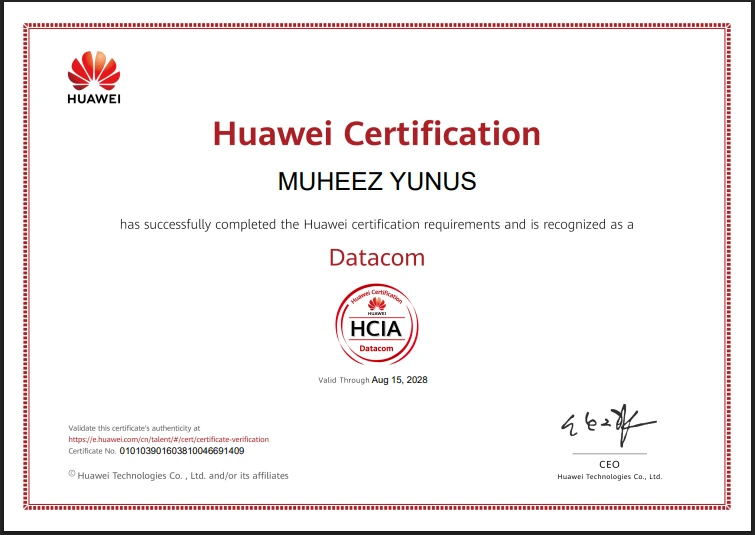 HUAWEI
Huawei Certification
MUHEEZ YUNUS
has successfully completed the Huawei certification requirements and is recognized as a
Datacom
Huawei Certification
HUAWEI
HCIA
Datacom
Valid Through Aug 15, 2028
Validate this certificate's authenticity at
https://e.huawei.com/cn/talent/#/cert/certificate-verification
Certificate No. 010103901603810046691409
© Huawei Technologies Co. , Ltd. and/or its affiliates
CEO
Huawei Technologies Co., Ltd.